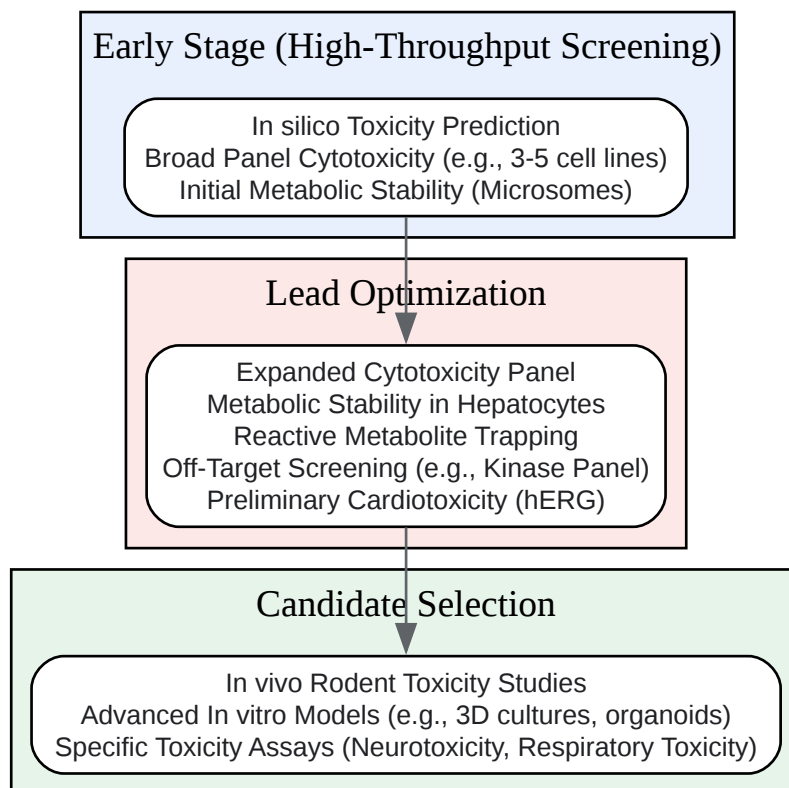 Early Stage (High-Throughput Screening)
In silico Toxicity Prediction
Broad Panel Cytotoxicity (e.g., 3-5 cell lines)
Initial Metabolic Stability (Microsomes)
Lead Optimization
Expanded Cytotoxicity Panel
Metabolic Stability in Hepatocytes
Reactive Metabolite Trapping
Off-Target Screening (e.g., Kinase Panel)
Preliminary Cardiotoxicity (hERG)
Candidate Selection
In vivo Rodent Toxicity Studies
Advanced In vitro Models (e.g., 3D cultures, organoids)
Specific Toxicity Assays (Neurotoxicity, Respiratory Toxicity)